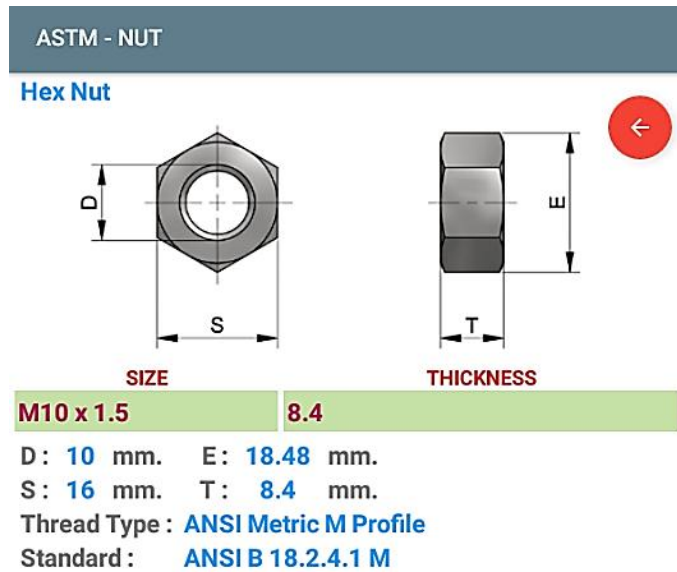 ASTM - NUT
Hex Nut
D
E
S
T
SIZE THICKNESS
M10 x 1.5 8.4
D: 10 mm. E: 18.48 mm.
S: 16 mm. T: 8.4 mm.
Thread Type: ANSI Metric M Profile
Standard: ANSI B 18.2.4.1 M